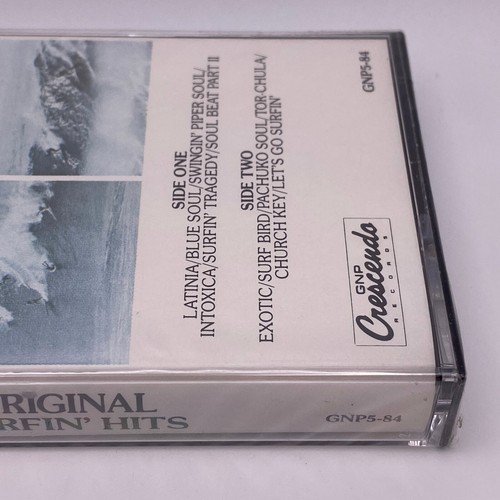 SIDE ONE
LATINIA/BLUE SOUL/SWINGIN' PIPER SOUL/
INTOXICA/SURFIN' TRAGEDY/SOUL BEAT PART II
SIDE TWO
EXOTIC/SURF BIRD/PACHUKO SOUL/TOR-CHULA/
CHURCH KEY/LET'S GO SURFIN'
GNP5-84
GNP
Crescendo
RECORDS
RIGINAL
RFIN' HITS
GNP5-84